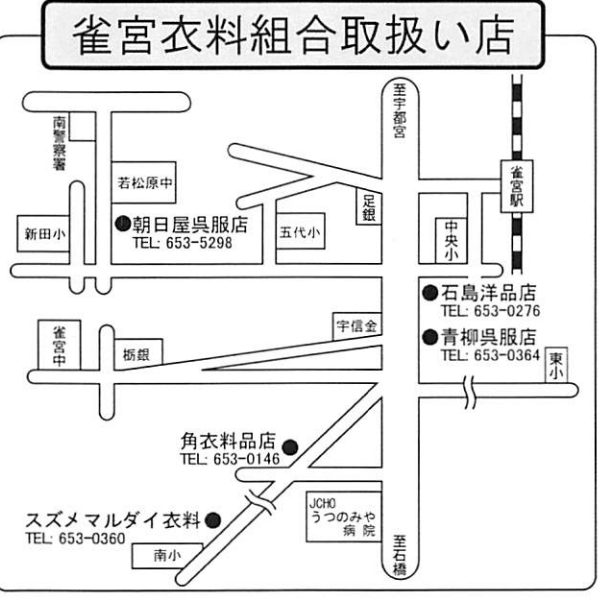 雀宮衣料組合取扱い店
至宇都宮
南警察署
若松原中
雀宮駅
足銀
新田小
朝日屋呉服店
TEL: 653-5298
五代小
中央小
石島洋品店
TEL: 653-0276
宇信金
青柳呉服店
TEL: 653-0364
雀宮中
栃銀
東小
角衣料品店
TEL: 653-0146
JCHO
うつのみや
病院
スズメマルダイ衣料
TEL: 653-0360
南小
至石橋